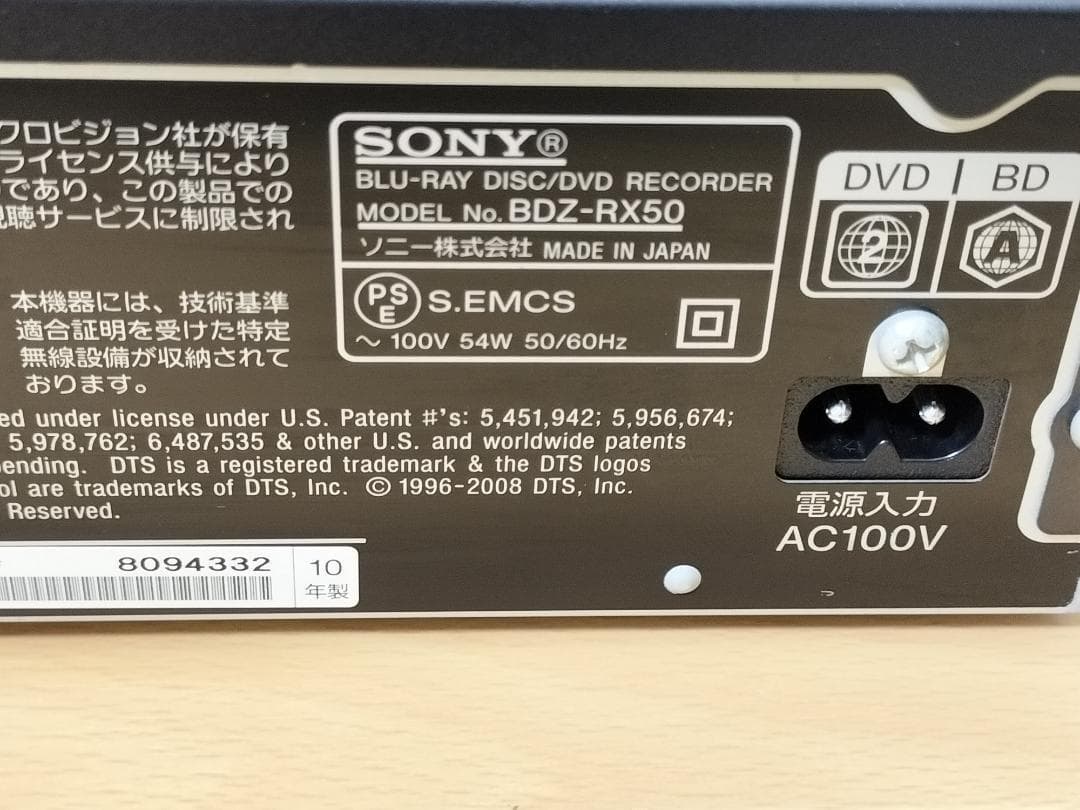 クロビジョン社が保有
ライセンス供与により
であり、この製品での
聴サービスに制限され
本機器には、技術基準
適合証明を受けた特定
無線設備が収納されて
おります。
SONY®
BLU-RAY DISC/DVD RECORDER
MODEL No. BDZ-RX50
ソニー株式会社 MADE IN JAPAN
PSE S.EMCS
～ 100V 54W 50/60Hz
DVD | BD
2 A
under license under U.S. Patent #'s: 5,451,942; 5,956,674;
5,978,762; 6,487,535 & other U.S. and worldwide patents
DTS is a registered trademark & the DTS logos
are trademarks of DTS, Inc. © 1996-2008 DTS, Inc.
Reserved.
電源入力
AC100V
8094332
10
年製